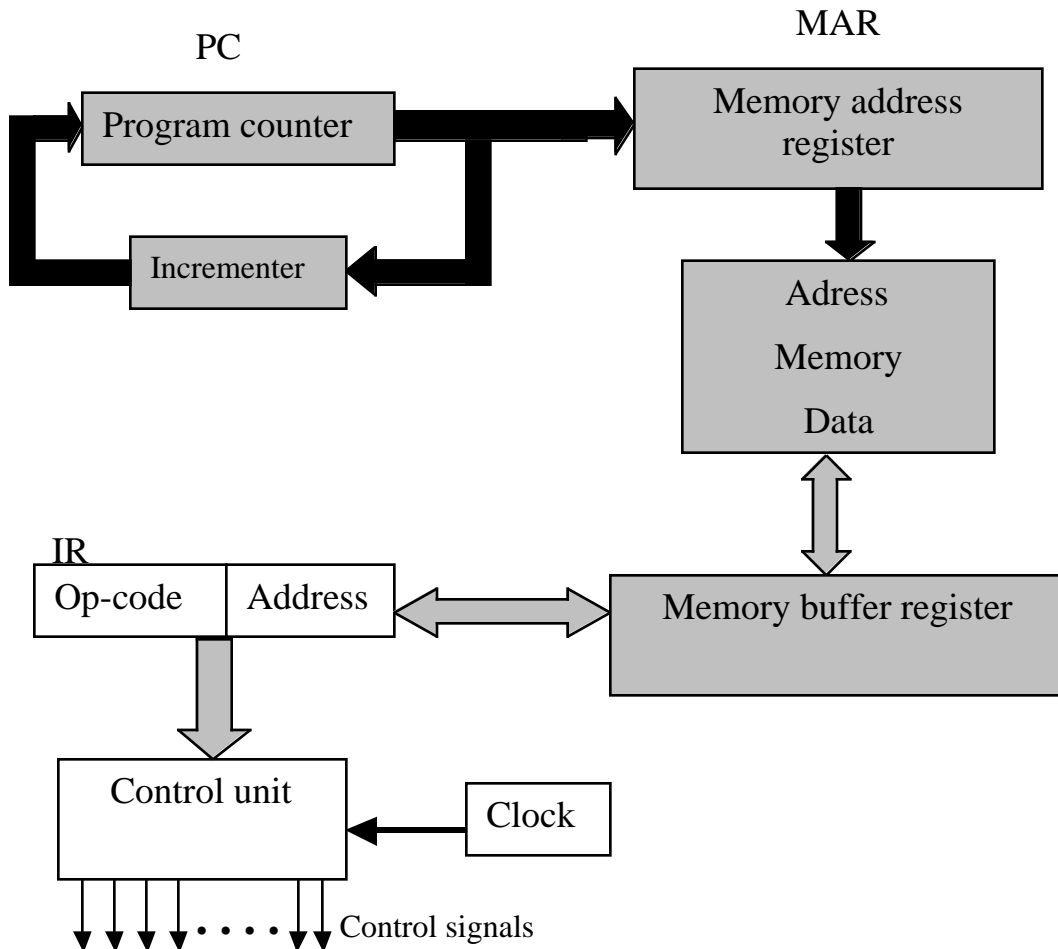 PC
MAR
Program counter
Memory address
register
Incrementer
Adress
Memory
Data
IR
Op-code
Address
Memory buffer register
Control unit
Clock
Control signals